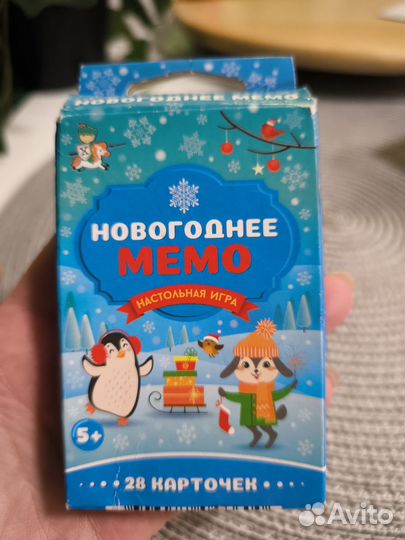 НОВОГОДНЕЕ МЕМО
НОВОГОДНЕЕ
МЕМО
НАСТОЛЬНАЯ ИГРА
5+
28 КАРТОЧЕК
Avito